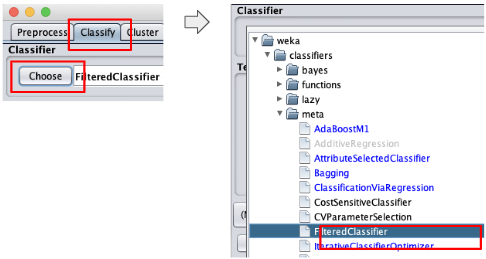 Preprocess Classify Cluster
Classifier
Choose FilteredClassifier
Classifier
weka
classifiers
bayes
functions
lazy
meta
AdaBoostM1
AdditiveRegression
AttributeSelectedClassifier
Bagging
ClassificationViaRegression
CostSensitiveClassifier
CVParameterSelection
FilteredClassifier
IterativeClassifierOptimizer
Te